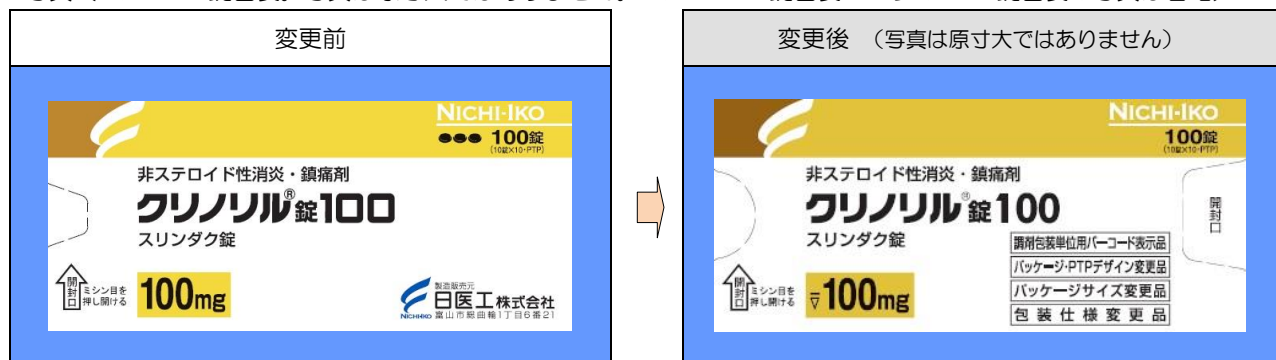 変更前
NICHI-IKO
●●● 100錠
(10錠×10・PTP)
非ステロイド性消炎・鎮痛剤
クリノリル®錠100
スリンダク錠
開封口
ミシン目を
押し開ける
100mg
製造販売元
日医工株式会社
NICHI-IKO 富山市総曲輪1丁目6番21
変更後 (写真は原寸大ではありません)
NICHI-IKO
100錠
(10錠×10・PTP)
非ステロイド性消炎・鎮痛剤
クリノリル®錠100
スリンダク錠
開封口
調剤包装単位用バーコード表示品
パッケージ・PTPデザイン変更品
パッケージサイズ変更品
包装仕様変更品
開封口
ミシン目を
押し開ける
100mg